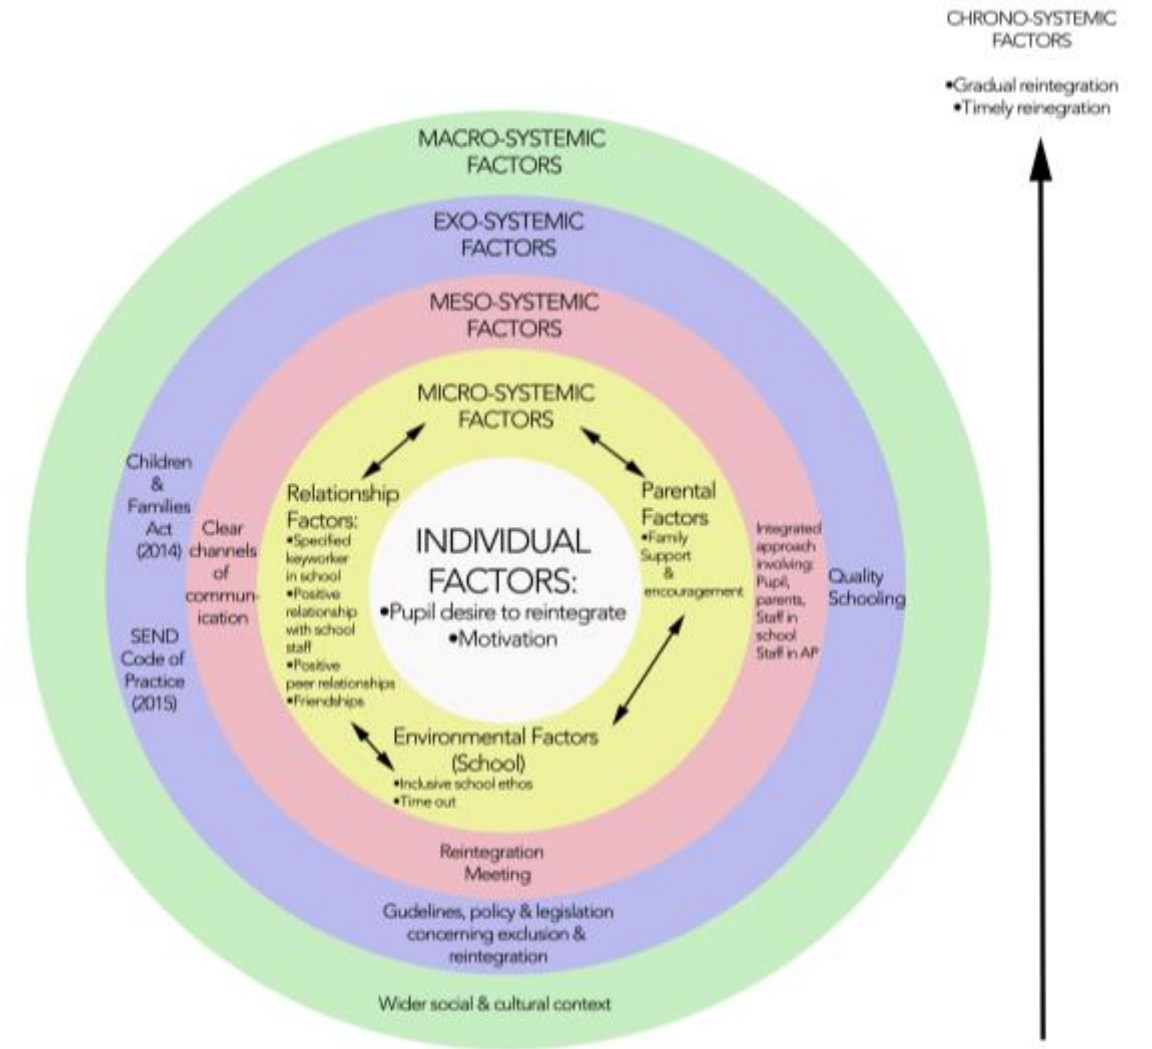 CHRONO-SYSTEMIC
FACTORS
•Gradual reintegration
•Timely reinegration
MACRO-SYSTEMIC
FACTORS
EXO-SYSTEMIC
FACTORS
MESO-SYSTEMIC
FACTORS
MICRO-SYSTEMIC
FACTORS
Children
&
Families
Act
(2014)
SEND
Code of
Practice
(2015)
Clear
channels
of
commun-
ication
Relationship
Factors:
•Specified
keyworker
in school
•Positive
relationship
with school
staff
•Positive
peer relationships
•Friendships
INDIVIDUAL
FACTORS:
•Pupil desire to reintegrate
•Motivation
Parental
Factors
•Family
Support
&
encouragement
Integrated
approach
involving:
Pupil,
parents,
Staff in
school
Staff in AP
Quality
Schooling
Environmental Factors
(School)
•Inclusive school ethos
•Time out
Reintegration
Meeting
Gudelines, policy & legislation
concerning exclusion &
reintegration
Wider social & cultural context